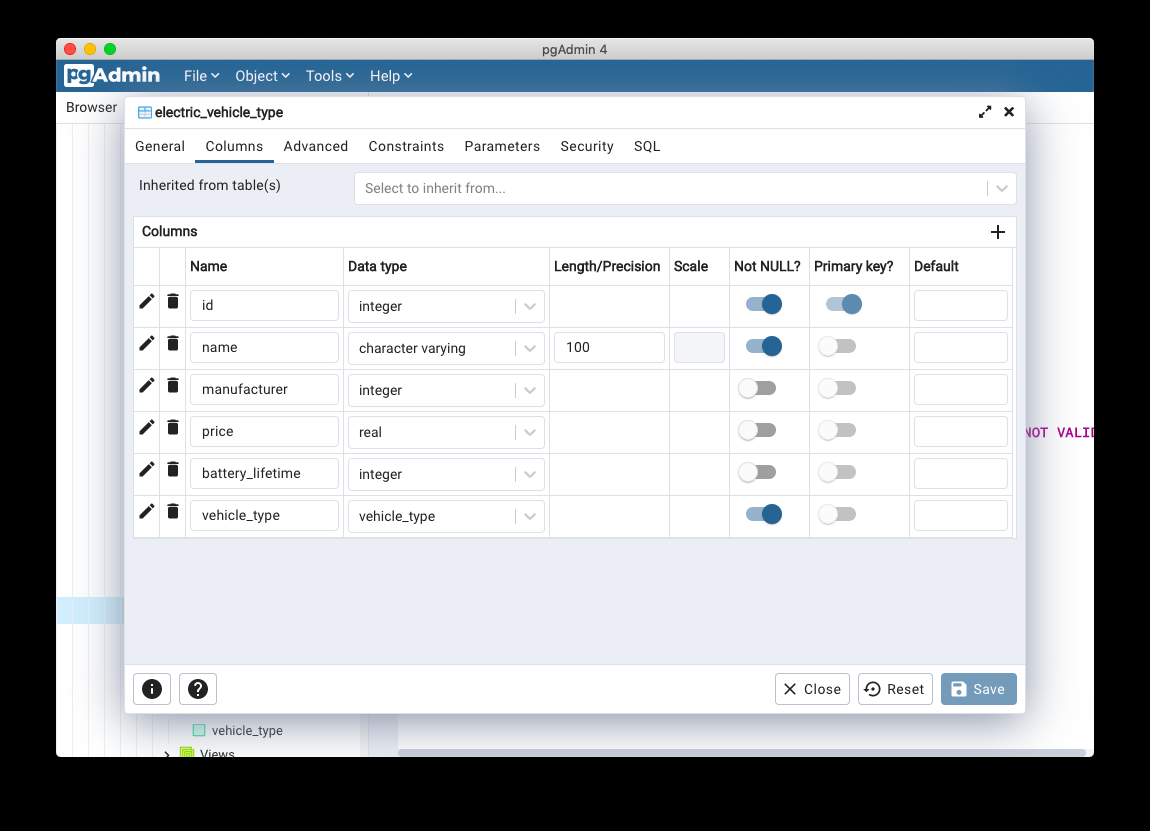 pgAdmin 4
pgAdmin File Object Tools Help
Browser
electric_vehicle_type
General Columns Advanced Constraints Parameters Security SQL
Inherited from table(s) Select to inherit from...
Columns
Name Data type Length/Precision Scale Not NULL? Primary key? Default
id integer
name character varying 100
manufacturer integer
price real
NOT VALID
battery_lifetime integer
vehicle_type vehicle_type
Close Reset Save
vehicle_type
Views